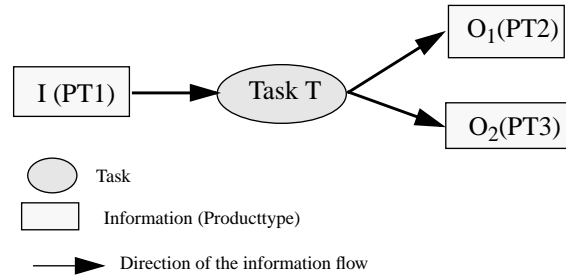 O1(PT2)
I (PT1)
Task T
O2(PT3)
Task
Information (Producttype)
Direction of the information flow